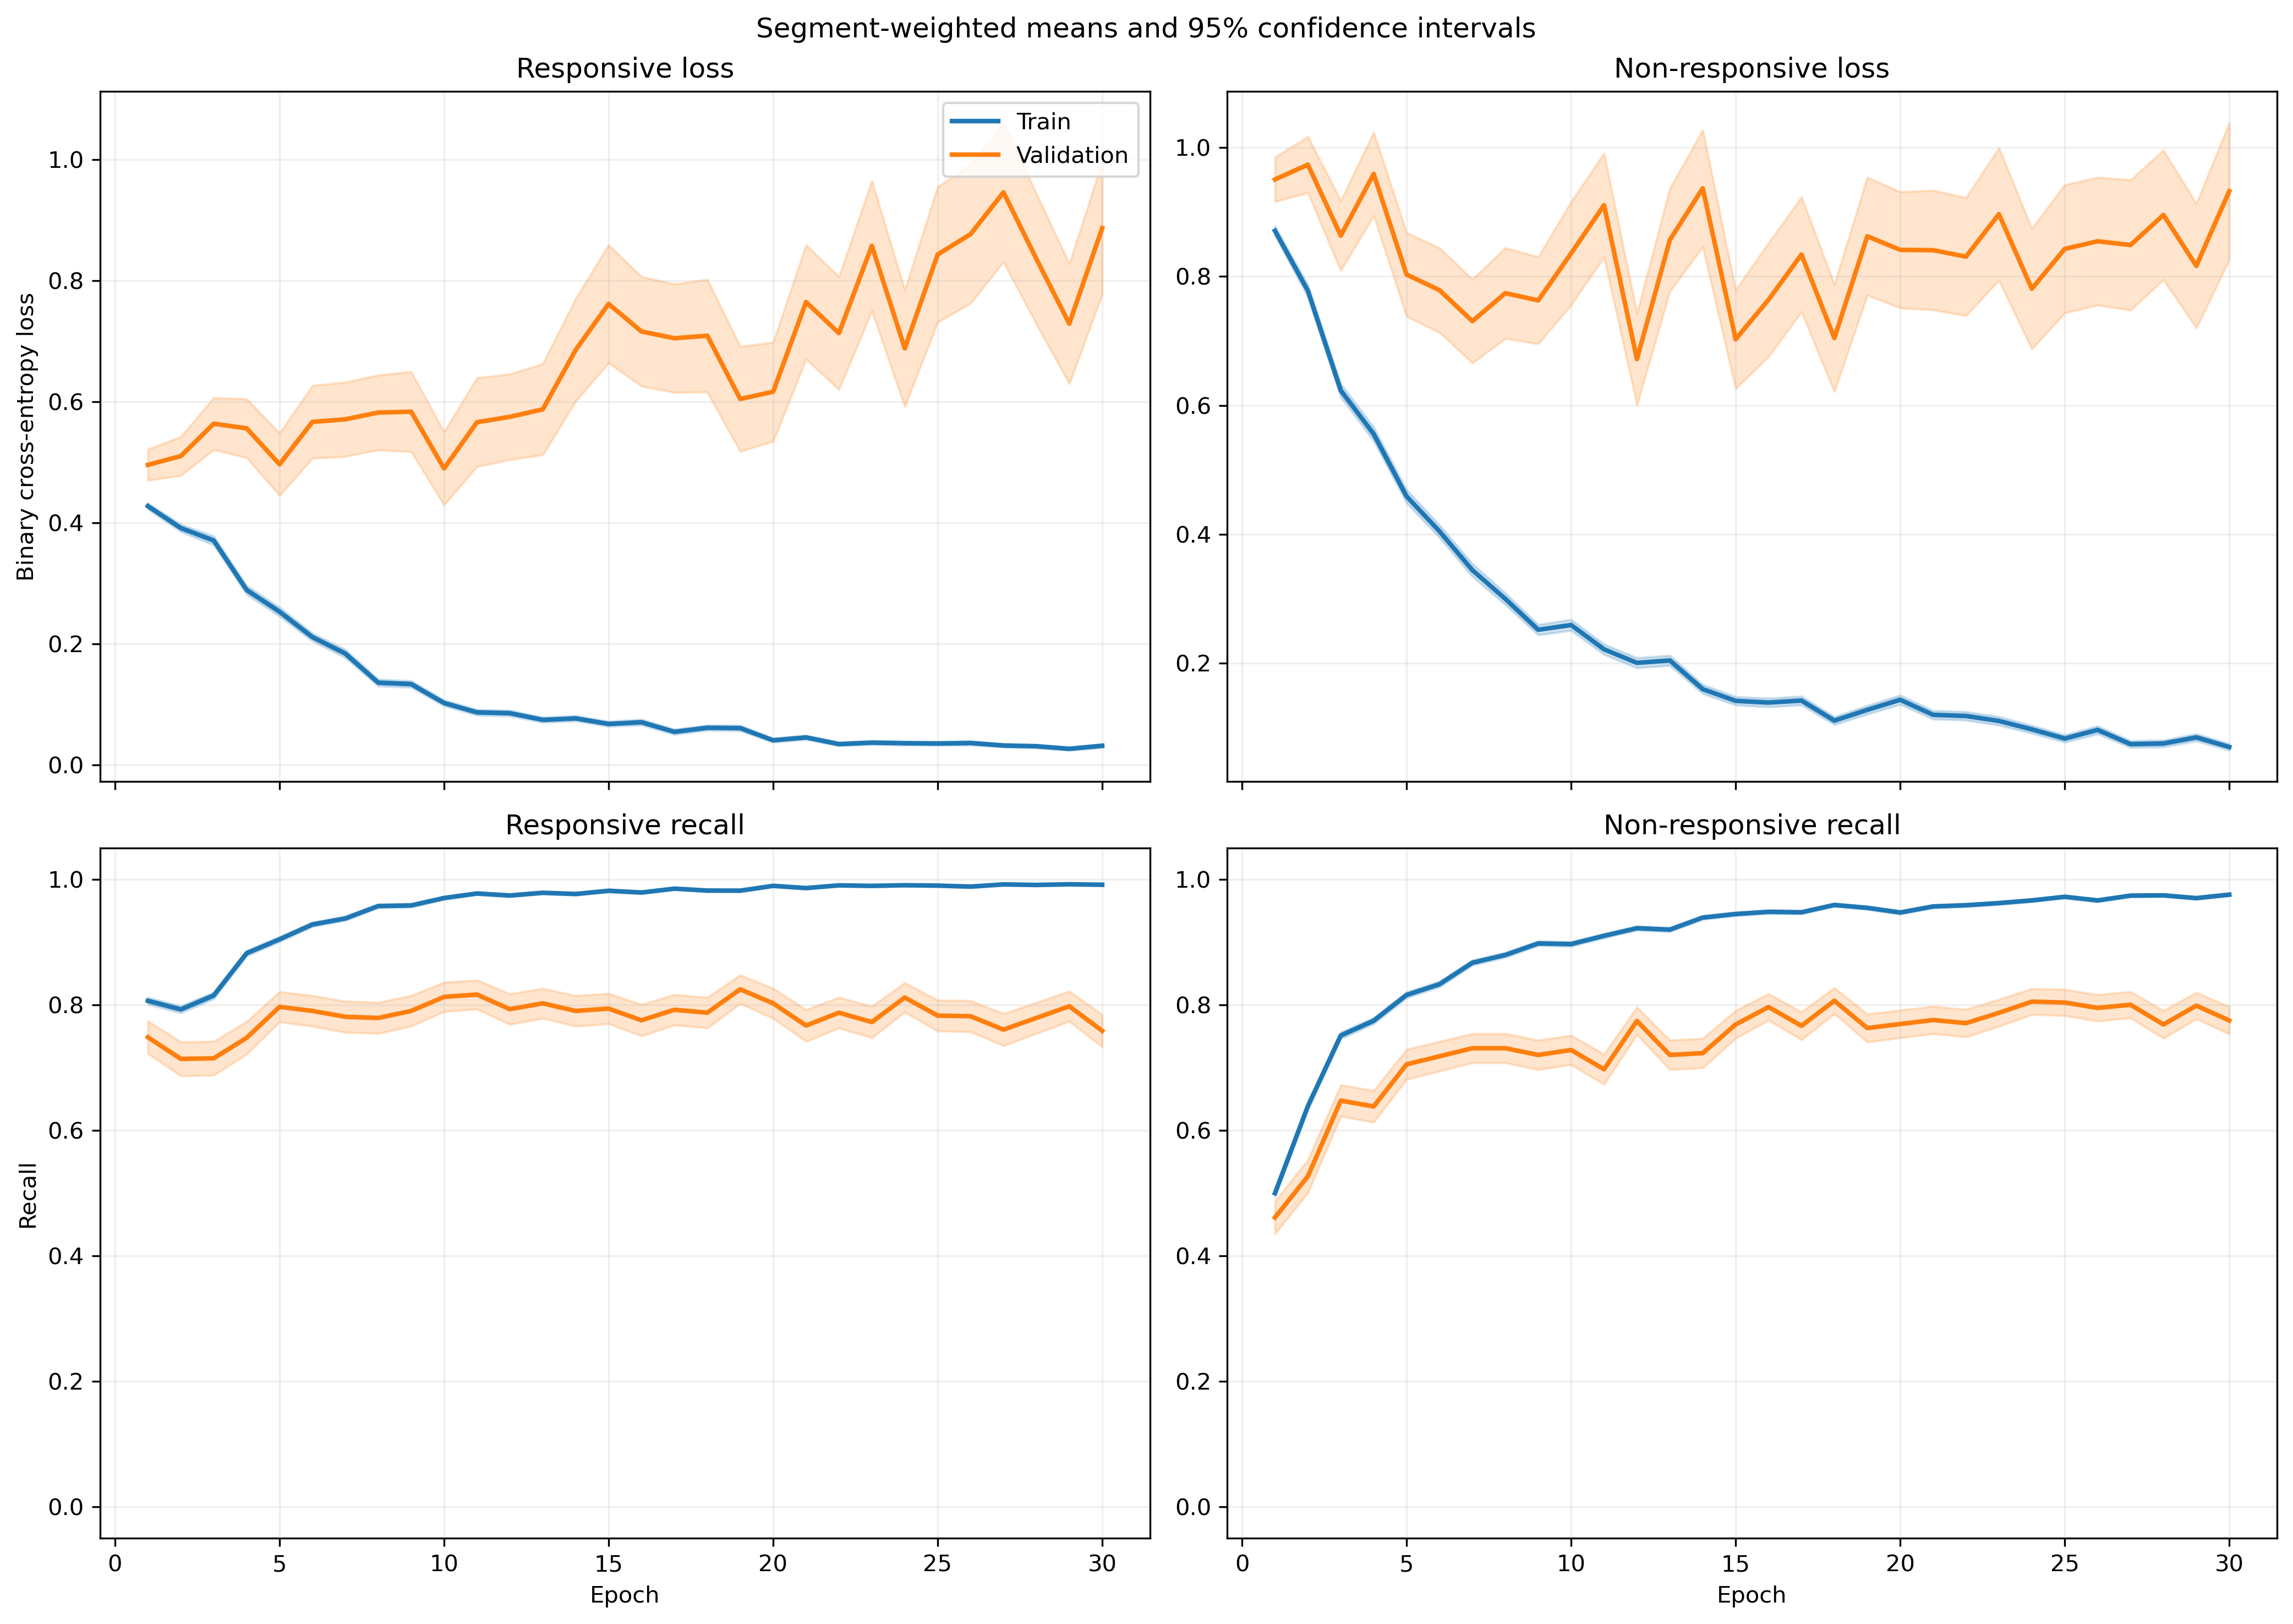 Segment-weighted means and 95% confidence intervals
Responsive loss
Binary cross-entropy loss
1.0
0.8
0.6
0.4
0.2
0.0
Train
Validation
Non-responsive loss
1.0
0.8
0.6
0.4
0.2
Responsive recall
Recall
1.0
0.8
0.6
0.4
0.2
0.0
0 5 10 15 20 25 30
Epoch
Non-responsive recall
1.0
0.8
0.6
0.4
0.2
0.0
0 5 10 15 20 25 30
Epoch